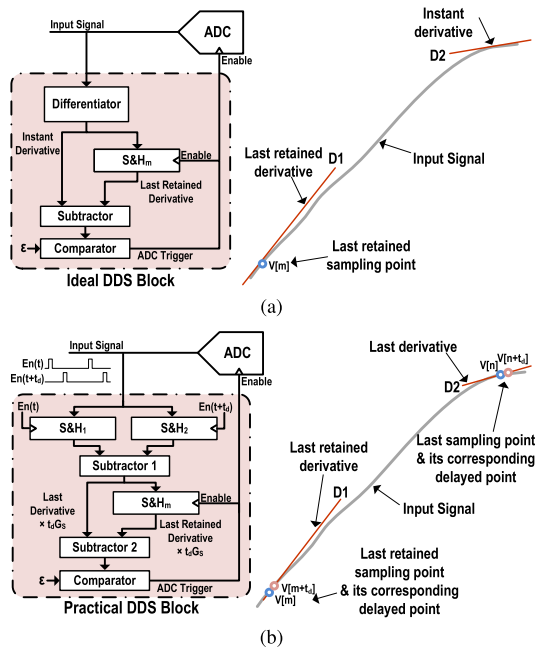 Input Signal
ADC
Enable
Differentiator
Instant
Derivative
S&Hm
Enable
Last Retained
Derivative
Subtractor
ε
Comparator
ADC Trigger
Ideal DDS Block
Instant
derivative
D2
Input Signal
Last retained
derivative
D1
Last retained
sampling point
V[m]
(a)
Input Signal
ADC
Enable
En(t)
En(t+td)
En(t)
En(t+td)
S&H1
S&H2
Subtractor 1
S&Hm
Enable
Last
Derivative
× tdGS
Last Retained
Derivative
× tdGS
Subtractor 2
ε
Comparator
ADC Trigger
Practical DDS Block
Last derivative
V[n]
V[n+td]
D2
Last sampling point
& its corresponding
delayed point
Last retained
derivative
D1
Input Signal
Last retained
sampling point
& its corresponding
delayed point
V[m+td]
V[m]
(b)